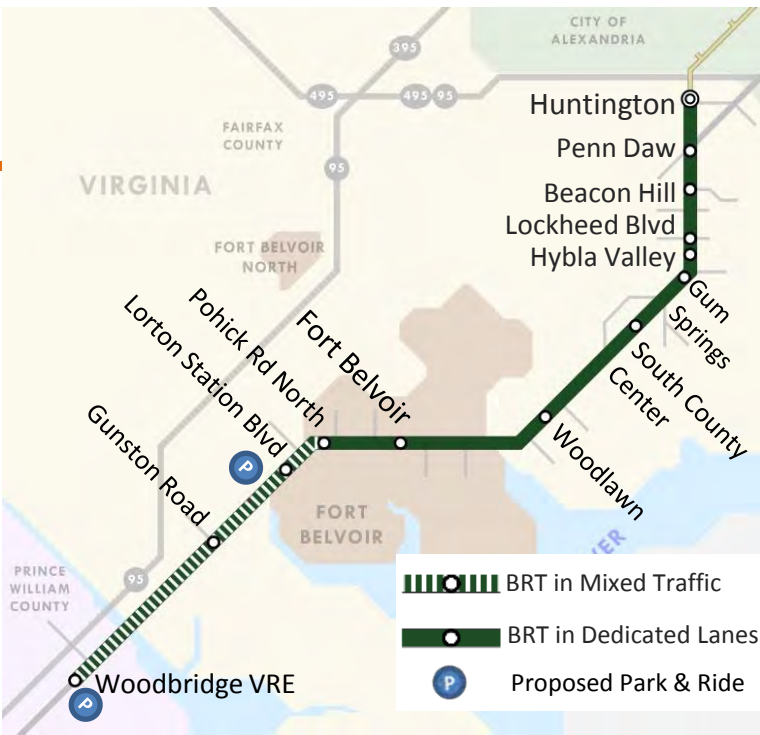 CITY OF
ALEXANDRIA
395
495
495
95
Huntington
FAIRFAX
COUNTY
Penn Daw
95
VIRGINIA
Beacon Hill
Lockheed Blvd
FORT BELVOIR
NORTH
Hybla Valley
Gum
Springs
South County
Center
Woodlawn
Fort Belvoir
Pohick Rd North
Lorton Station Blvd
Gunston Road
P
FORT
BELVOIR
VER
PRINCE
WILLIAM
COUNTY
95
BRT in Mixed Traffic
BRT in Dedicated Lanes
P
Proposed Park & Ride
Woodbridge VRE
P